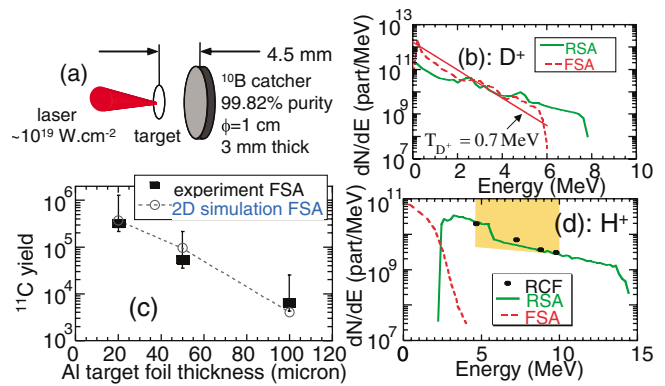 (a)
4.5 mm
¹⁰B catcher
99.82% purity
ϕ=1 cm
3 mm thick
laser
~10¹⁹ W.cm⁻²
target
(b): D⁺
RSA
FSA
T_D⁺ = 0.7 MeV
dN/dE (part/MeV)
10¹³
10¹¹
10⁹
10⁷
0 2 4 6 8 10
Energy (MeV)
experiment FSA
2D simulation FSA
(c)
¹¹C yield
10⁶
10⁵
10⁴
10³
0 20 40 60 80 100 120
Al target foil thickness (micron)
(d): H⁺
RCF
RSA
FSA
dN/dE (part/MeV)
10¹¹
10⁹
10⁷
0 5 10 15
Energy (MeV)